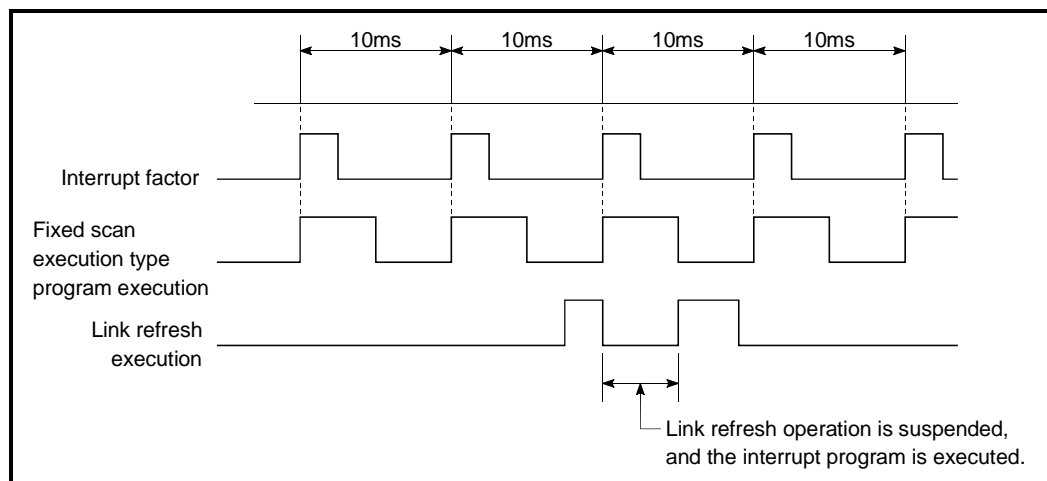 10ms
10ms
10ms
10ms
Interrupt factor
Fixed scan
execution type
program execution
Link refresh
execution
Link refresh operation is suspended,
and the interrupt program is executed.